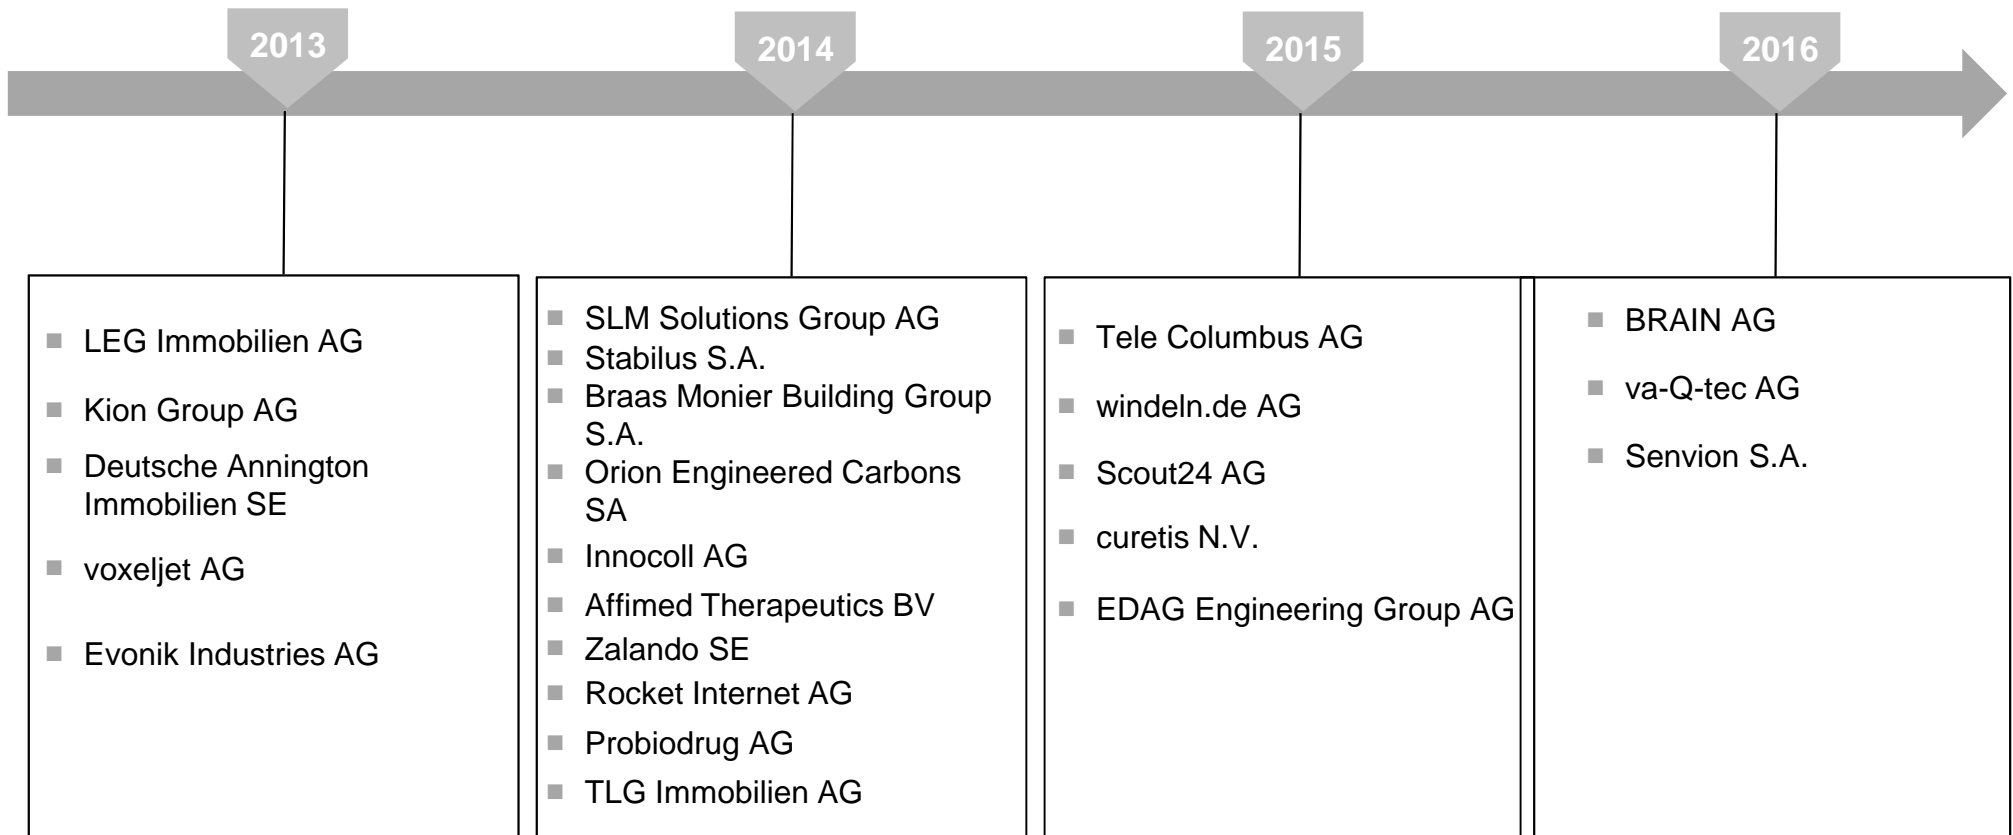 2013
2014
2015
2016
LEG Immobilien AG
Kion Group AG
Deutsche Annington
Immobilien SE
voxeljet AG
Evonik Industries AG
SLM Solutions Group AG
Stabilus S.A.
Braas Monier Building Group
S.A.
Orion Engineered Carbons
SA
Innocoll AG
Affimed Therapeutics BV
Zalando SE
Rocket Internet AG
Probiodrug AG
TLG Immobilien AG
Tele Columbus AG
windeln.de AG
Scout24 AG
curetis N.V.
EDAG Engineering Group AG
BRAIN AG
va-Q-tec AG
Senvion S.A.